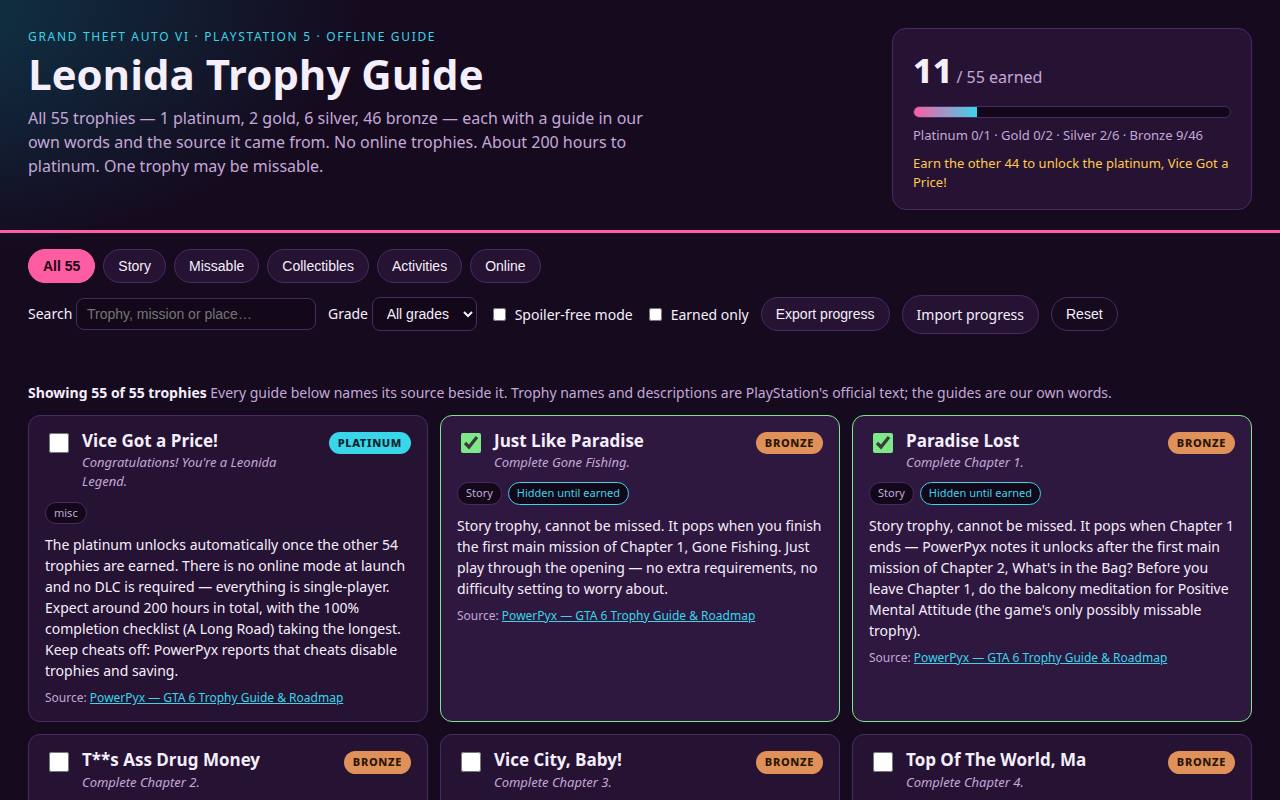 GRAND THEFT AUTO VI · PLAYSTATION 5 · OFFLINE GUIDE
Leonida Trophy Guide
All 55 trophies — 1 platinum, 2 gold, 6 silver, 46 bronze — each with a guide in our
own words and the source it came from. No online trophies. About 200 hours to
platinum. One trophy may be missable.
11 / 55 earned
Platinum 0/1 · Gold 0/2 · Silver 2/6 · Bronze 9/46
Earn the other 44 to unlock the platinum, Vice Got a
Price!
All 55 Story Missable Collectibles Activities Online
Search Trophy, mission or place… Grade All grades Spoiler-free mode Earned only Export progress Import progress Reset
Showing 55 of 55 trophies Every guide below names its source beside it. Trophy names and descriptions are PlayStation's official text; the guides are our own words.
Vice Got a Price! PLATINUM
Congratulations! You're a Leonida
Legend.
misc
The platinum unlocks automatically once the other 54
trophies are earned. There is no online mode at launch
and no DLC is required — everything is single-player.
Expect around 200 hours in total, with the 100%
completion checklist (A Long Road) taking the longest.
Keep cheats off: PowerPyx reports that cheats disable
trophies and saving.
Source: PowerPyx — GTA 6 Trophy Guide & Roadmap
Just Like Paradise BRONZE
Complete Gone Fishing.
Story Hidden until earned
Story trophy, cannot be missed. It pops when you finish
the first main mission of Chapter 1, Gone Fishing. Just
play through the opening — no extra requirements, no
difficulty setting to worry about.
Source: PowerPyx — GTA 6 Trophy Guide & Roadmap
Paradise Lost BRONZE
Complete Chapter 1.
Story Hidden until earned
Story trophy, cannot be missed. It pops when Chapter 1
ends — PowerPyx notes it unlocks after the first main
mission of Chapter 2, What's in the Bag? Before you
leave Chapter 1, do the balcony meditation for Positive
Mental Attitude (the game's only possibly missable
trophy).
Source: PowerPyx — GTA 6 Trophy Guide & Roadmap
T**s Ass Drug Money BRONZE
Complete Chapter 2.
Vice City, Baby! BRONZE
Complete Chapter 3.
Top Of The World, Ma BRONZE
Complete Chapter 4.